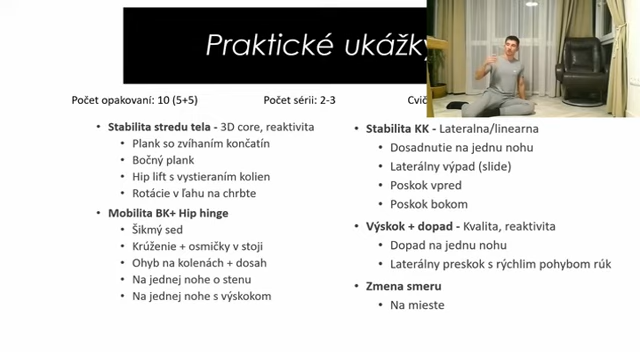 Praktické ukážky
Počet opakovaní: 10 (5+5) Počet sérii: 2-3 Cvič
• Stabilita stredu tela - 3D core, reaktivita
• Plank so zvíhaním končatín
• Bočný plank
• Hip lift s vystieraním kolien
• Rotácie v ľahu na chrbte
• Mobilita BK+ Hip hinge
• Šikmý sed
• Krúženie + osmičky v stoji
• Ohyb na kolenách + dosah
• Na jednej nohe o stenu
• Na jednej nohe s výskokom
• Stabilita KK - Lateralna/linearna
• Dosadnutie na jednu nohu
• Laterálny výpad (slide)
• Poskok vpred
• Poskok bokom
• Výskok + dopad - Kvalita, reaktivita
• Dopad na jednu nohu
• Laterálny preskok s rýchlim pohybom rúk
• Zmena smeru
• Na mieste